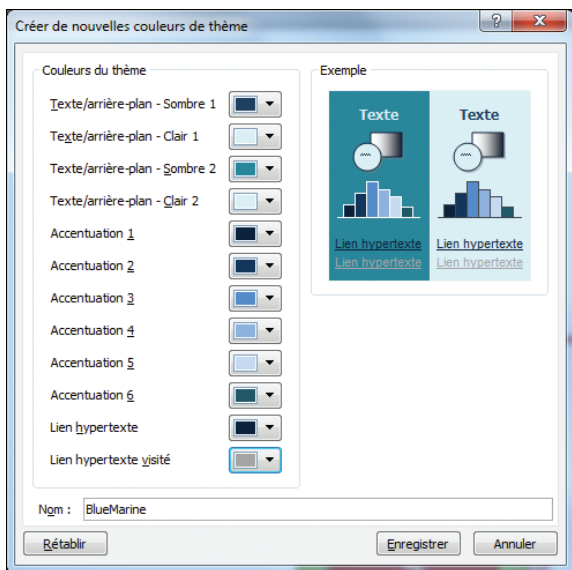 Créer de nouvelles couleurs de thème
Couleurs du thème
Texte/arrière-plan - Sombre 1
Texte/arrière-plan - Clair 1
Texte/arrière-plan - Sombre 2
Texte/arrière-plan - Clair 2
Accentuation 1
Accentuation 2
Accentuation 3
Accentuation 4
Accentuation 5
Accentuation 6
Lien hypertexte
Lien hypertexte visité
Exemple
Texte Texte
Lien hypertexte Lien hypertexte
Lien hypertexte Lien hypertexte
Nom : BlueMarine
Rétablir Enregistrer Annuler